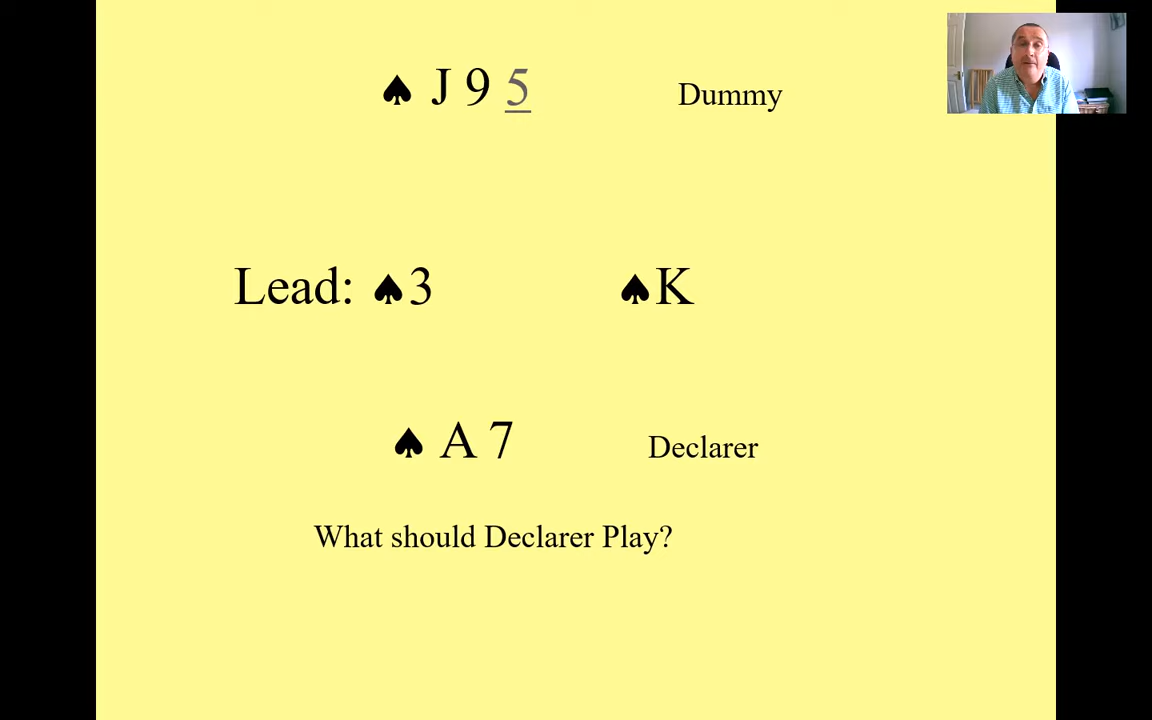 ♠ J 9 5 Dummy
Lead: ♠3 ♠K
♠ A 7 Declarer
What should Declarer Play?